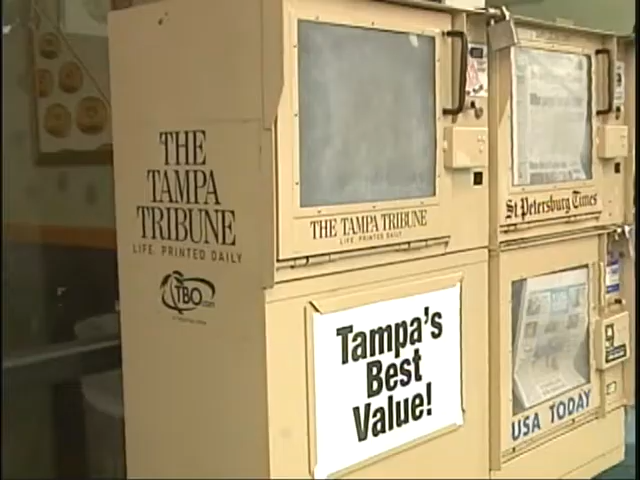 THE
TAMPA
TRIBUNE
LIFE. PRINTED DAILY
TBO.com
THE TAMPA TRIBUNE
LIFE. PRINTED DAILY
Tampa's
Best
Value!
St. Petersburg Times
USA TODAY